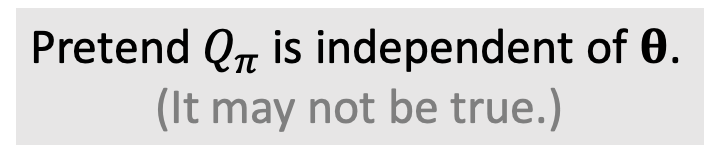 Pretend 𝑄𝜋 is independent of 𝛉.
(It may not be true.)